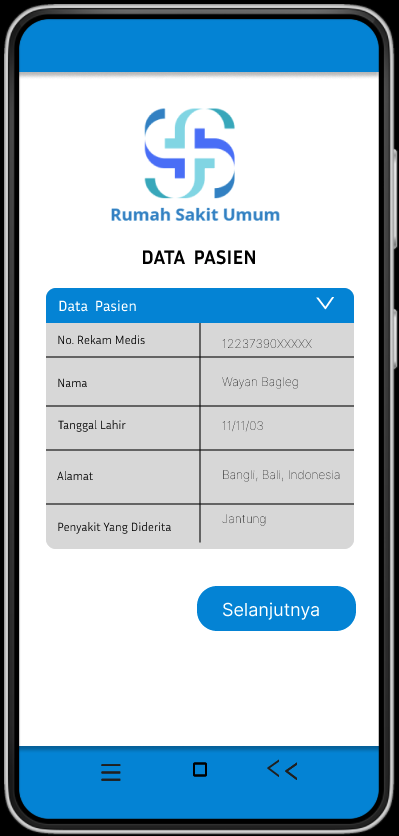 Rumah Sakit Umum
DATA PASIEN
Data Pasien
No. Rekam Medis 12237390XXXXX
Nama Wayan Bagleg
Tanggal Lahir 11/11/03
Alamat Bangli, Bali, Indonesia
Penyakit Yang Diderita Jantung
Selanjutnya